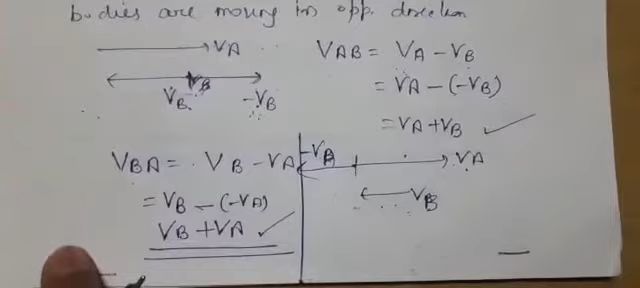 bodies are moving in opp. direction
VA
VB
VB. -VB
VAB = VA - VB
= VA - (-VB)
= VA + VB ✓
VBA = VB - VA
= VB - (-VA)
VB + VA ✓
VA
VB